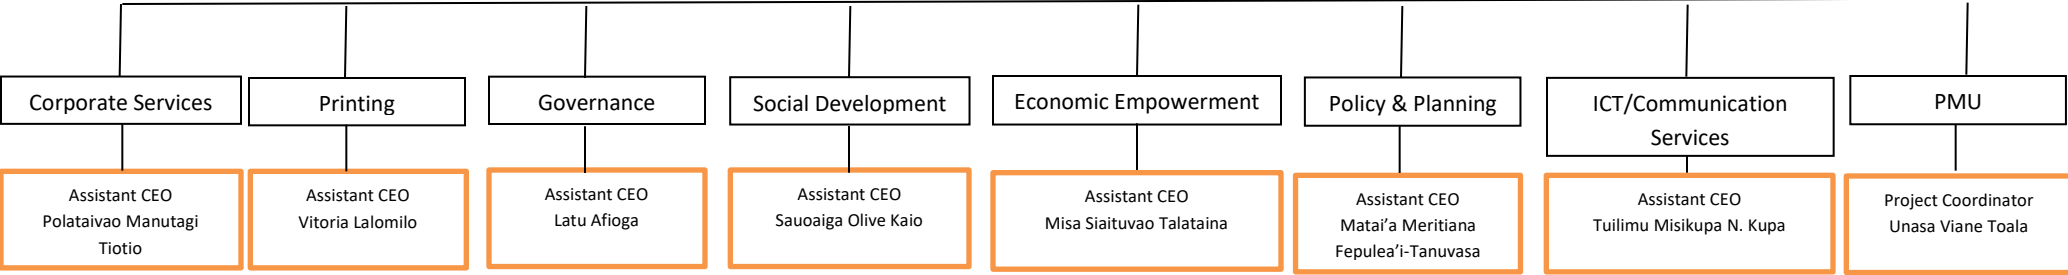 Corporate Services
Printing
Governance
Social Development
Economic Empowerment
Policy & Planning
ICT/Communication
Services
PMU
Assistant CEO
Polataivao Manutagi
Tiotio
Assistant CEO
Vitoria Lalomilo
Assistant CEO
Latu Afioga
Assistant CEO
Sauoaiga Olive Kaio
Assistant CEO
Misa Siaituvao Talataina
Assistant CEO
Matai’a Meritiana
Fepulea’i-Tanuvasa
Assistant CEO
Tuilimu Misikupa N. Kupa
Project Coordinator
Unasa Viane Toala